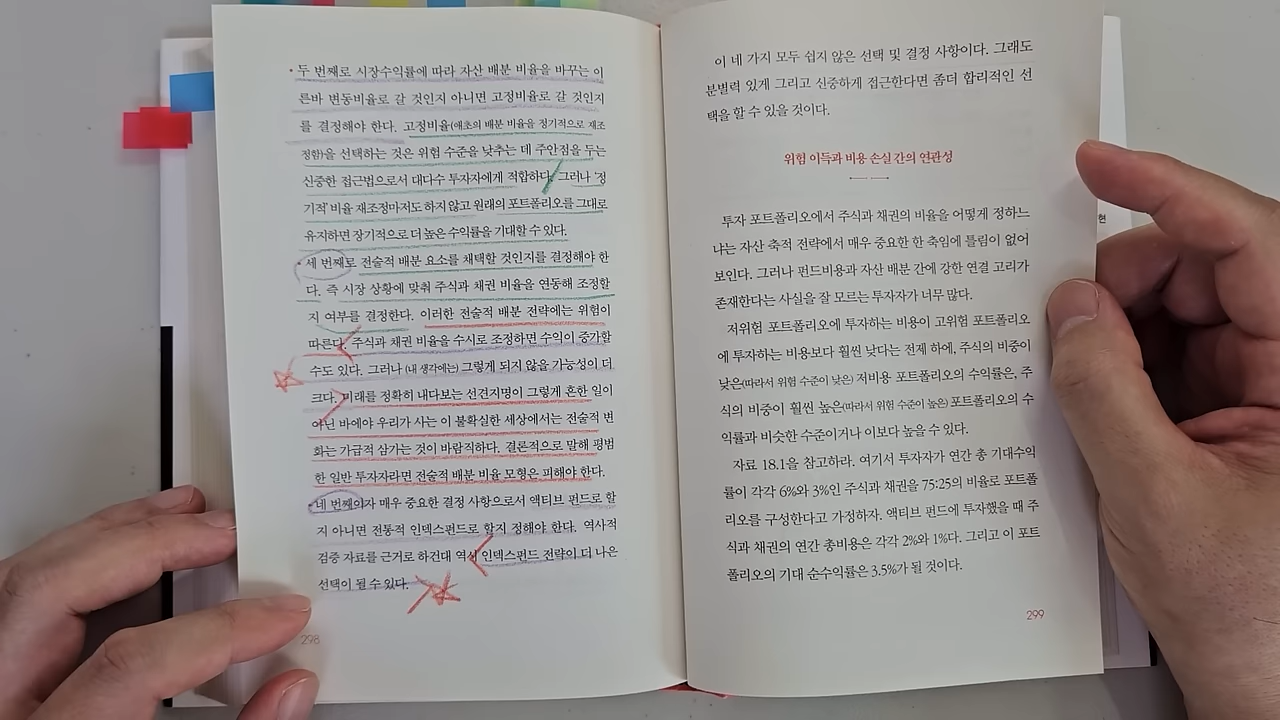 • 두 번째로 시장수익률에 따라 자산 배분 비율을 바꾸는 이
른바 변동비율로 갈 것인지 아니면 고정비율로 갈 것인지
를 결정해야 한다. 고정비율(애초의 배분 비율을 정기적으로 재조
정함)을 선택하는 것은 위험 수준을 낮추는 데 주안점을 두는
신중한 접근법으로서 대다수 투자자에게 적합하다. 그러나 '정
기적' 비율 재조정마저도 하지 않고 원래의 포트폴리오를 그대로
유지하면 장기적으로 더 높은 수익률을 기대할 수 있다.
• 세 번째로 전술적 배분 요소를 채택할 것인지를 결정해야 한
다. 즉 시장 상황에 맞춰 주식과 채권 비율을 연동해 조정할
지 여부를 결정한다. 이러한 전술적 배분 전략에는 위험이
따른다. 주식과 채권 비율을 수시로 조정하면 수익이 증가할
수도 있다. 그러나 (내 생각에는) 그렇게 되지 않을 가능성이 더
크다. 미래를 정확히 내다보는 선견지명이 그렇게 흔한 일이
아닌 바에야 우리가 사는 이 불확실한 세상에서는 전술적 변
화는 가급적 삼가는 것이 바람직하다. 결론적으로 말해 평범
한 일반 투자자라면 전술적 배분 비율 모형은 피해야 한다.
• 네 번째이자 매우 중요한 결정 사항으로서 액티브 펀드로 할
지 아니면 전통적 인덱스펀드로 할지 정해야 한다. 역사적
검증 자료를 근거로 하건대 역시 인덱스펀드 전략이 더 나은
선택이 될 수 있다.
298
이 네 가지 모두 쉽지 않은 선택 및 결정 사항이다. 그래도
분별력 있게 그리고 신중하게 접근한다면 좀더 합리적인 선
택을 할 수 있을 것이다.
위험 이득과 비용 손실 간의 연관성
투자 포트폴리오에서 주식과 채권의 비율을 어떻게 정하느
냐는 자산 축적 전략에서 매우 중요한 한 축임에 틀림이 없어
보인다. 그러나 펀드비용과 자산 배분 간에 강한 연결 고리가
존재한다는 사실을 잘 모르는 투자자가 너무 많다.
저위험 포트폴리오에 투자하는 비용이 고위험 포트폴리오
에 투자하는 비용보다 훨씬 낮다는 전제 하에, 주식의 비중이
낮은(따라서 위험 수준이 낮은) 저비용 포트폴리오의 수익률은, 주
식의 비중이 훨씬 높은(따라서 위험 수준이 높은) 포트폴리오의 수
익률과 비슷한 수준이거나 이보다 높을 수 있다.
자료 18.1을 참고하라. 여기서 투자자가 연간 총 기대수익
률이 각각 6%와 3%인 주식과 채권을 75:25의 비율로 포트폴
리오를 구성한다고 가정하자. 액티브 펀드에 투자했을 때 주
식과 채권의 연간 총비용은 각각 2%와 1%다. 그리고 이 포트
폴리오의 기대 순수익률은 3.5%가 될 것이다.
299
현